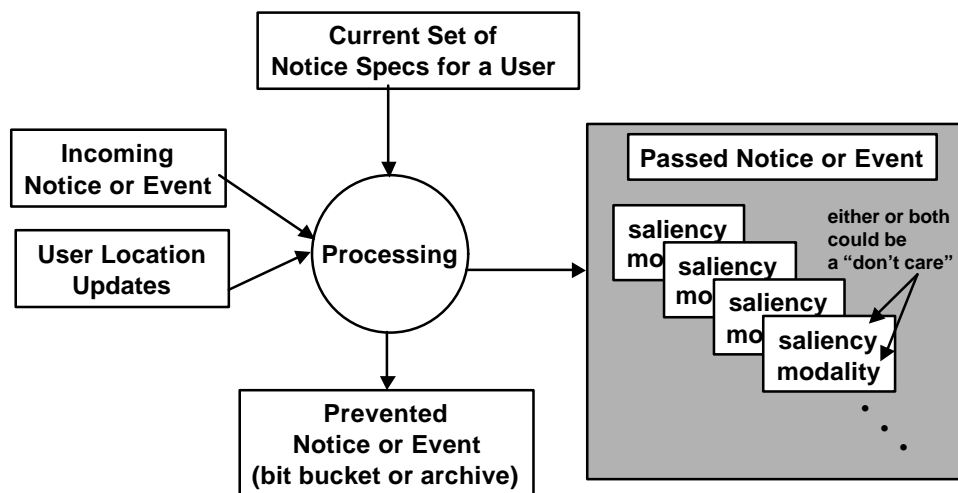 Current Set of
Notice Specs for a User
Incoming
Notice or Event
User Location
Updates
Processing
Prevented
Notice or Event
(bit bucket or archive)
Passed Notice or Event
either or both
could be
a “don’t care”
saliency
mo
saliency
mo
saliency
mo
saliency
modality